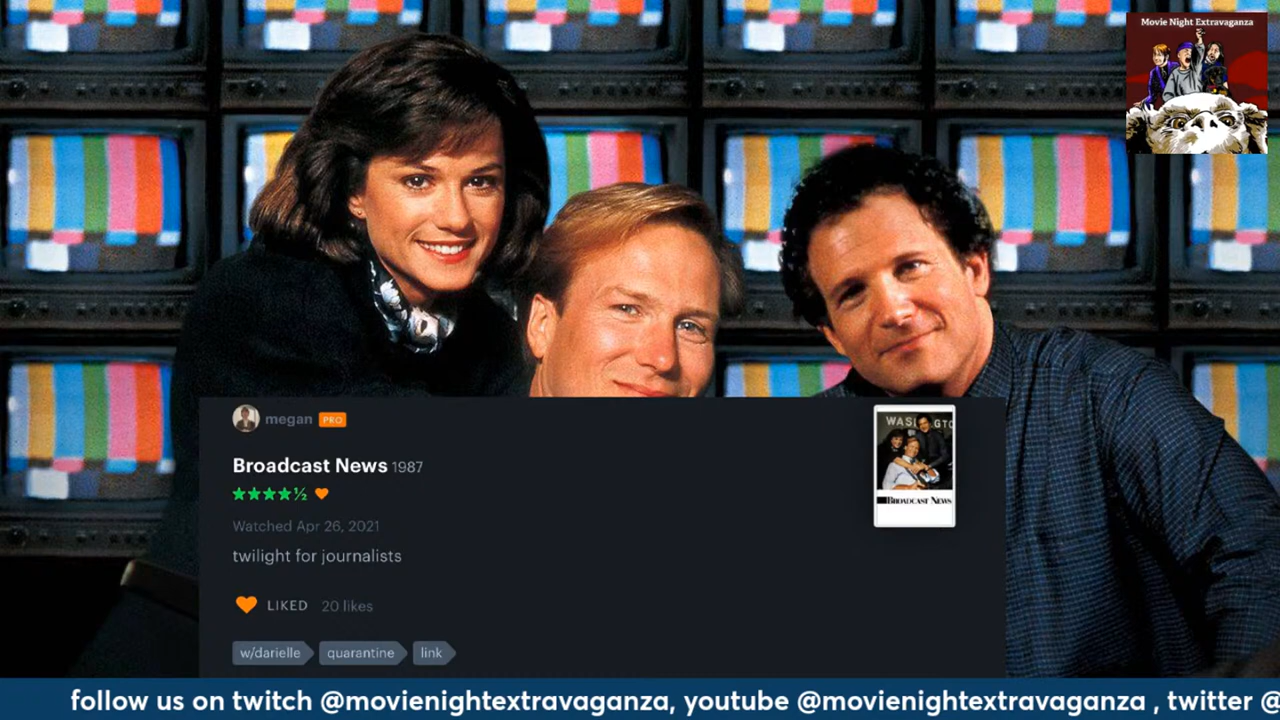 Movie Night Extravaganza
megan PRO
Broadcast News 1987
★★★★½
Watched Apr 26, 2021
twilight for journalists
LIKED 20 likes
w/darielle quarantine link
BROADCAST NEWS
follow us on twitch @movienightextravaganza, youtube @movienightextravaganza , twitter @